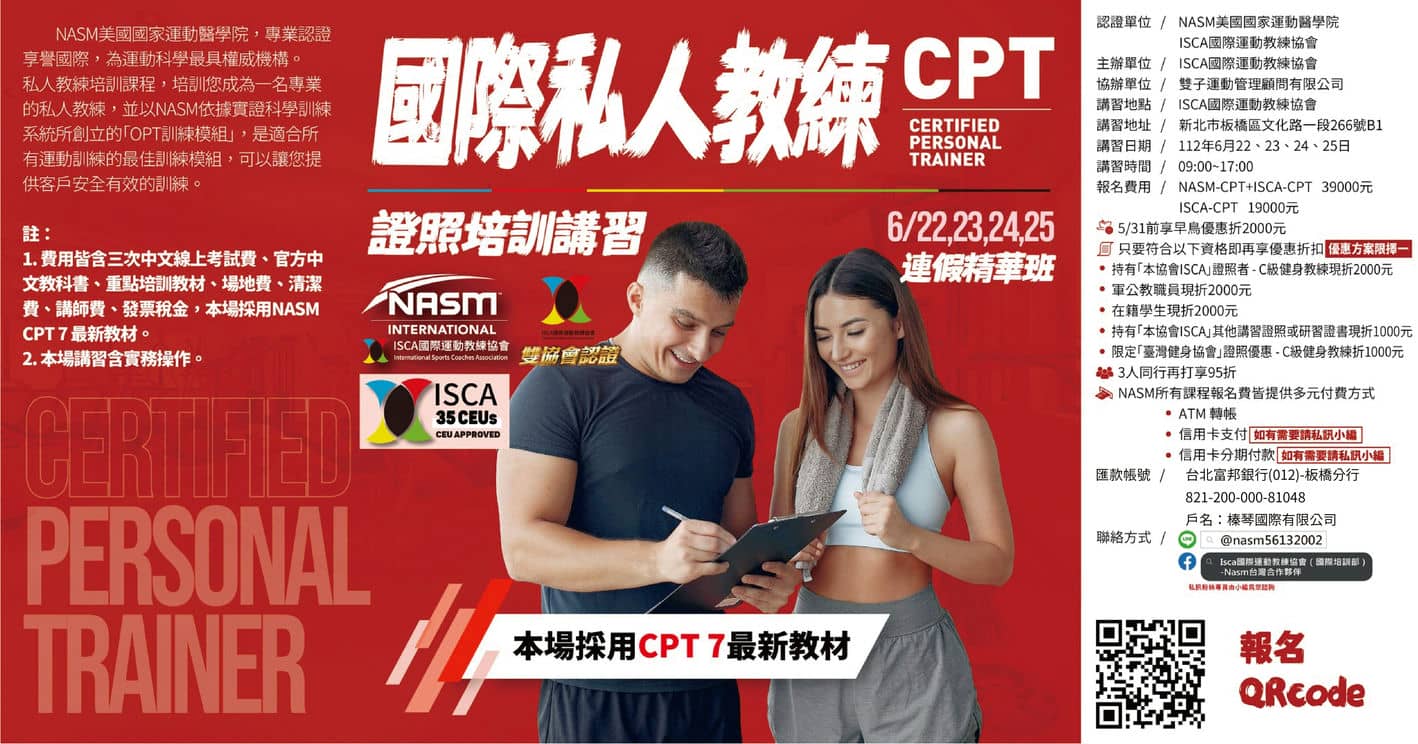 NASM美國國家運動醫學院，專業認證
享譽國際，為運動科學最具權威機構。
私人教練培訓課程，培訓您成為一名專業
的私人教練，並以NASM依據實證科學訓練
系統所創立的「OPT訓練模組」，是適合所
有運動訓練的最佳訓練模組，可以讓您提
供客戶安全有效的訓練。
註：
1. 費用皆含三次中文線上考試費、官方中
文教科書、重點培訓教材、場地費、清潔
費、講師費、發票稅金，本場採用NASM
CPT 7 最新教材。
2. 本場講習含實務操作。
CERTIFIED
PERSONAL
TRAINER
國際私人教練
CPT
CERTIFIED
PERSONAL
TRAINER
證照培訓講習
6/22,23,24,25
連假精華班
NASM
INTERNATIONAL
ISCA國際運動教練協會
International Sports Coaches Association
ISCA國際運動教練協會
雙協會認證
ISCA
35 CEUs
CEU APPROVED
本場採用CPT 7最新教材
認證單位 / NASM美國國家運動醫學院
ISCA國際運動教練協會
主辦單位 / ISCA國際運動教練協會
協辦單位 / 雙子運動管理顧問有限公司
講習地點 / ISCA國際運動教練協會
講習地址 / 新北市板橋區文化路一段266號B1
講習日期 / 112年6月22、23、24、25日
講習時間 / 09:00~17:00
報名費用 / NASM-CPT+ISCA-CPT 39000元
ISCA-CPT 19000元
5/31前享早鳥優惠折2000元
只要符合以下資格即再享優惠折扣 優惠方案限擇一
• 持有「本協會ISCA」證照者 - C級健身教練現折2000元
• 軍公教職員現折2000元
• 在籍學生現折2000元
• 持有「本協會ISCA」其他講習證照或研習證書現折1000元
• 限定「臺灣健身協會」證照優惠 - C級健身教練折1000元
3人同行再打享95折
NASM所有課程報名費皆提供多元付費方式
• ATM 轉帳
• 信用卡支付 如有需要請私訊小編
• 信用卡分期付款 如有需要請私訊小編
匯款帳號 / 台北富邦銀行(012)-板橋分行
821-200-000-81048
戶名：榛琴國際有限公司
聯絡方式 / LINE @nasm56132002
Isca國際運動教練協會（國際培訓部）
-Nasm台灣合作夥伴
報名
QRcode